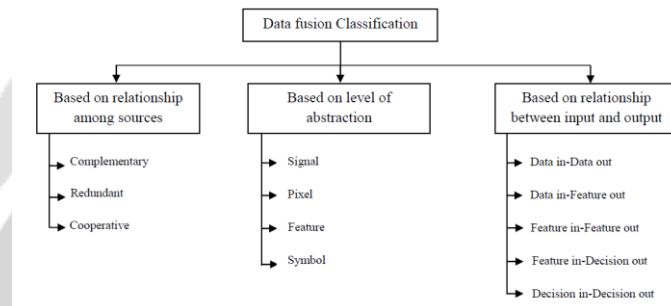 Data fusion Classification
Based on relationship
among sources
Complementary
Redundant
Cooperative
Based on level of
abstraction
Signal
Pixel
Feature
Symbol
Based on relationship
between input and output
Data in-Data out
Data in-Feature out
Feature in-Feature out
Feature in-Decision out
Decision in-Decision out